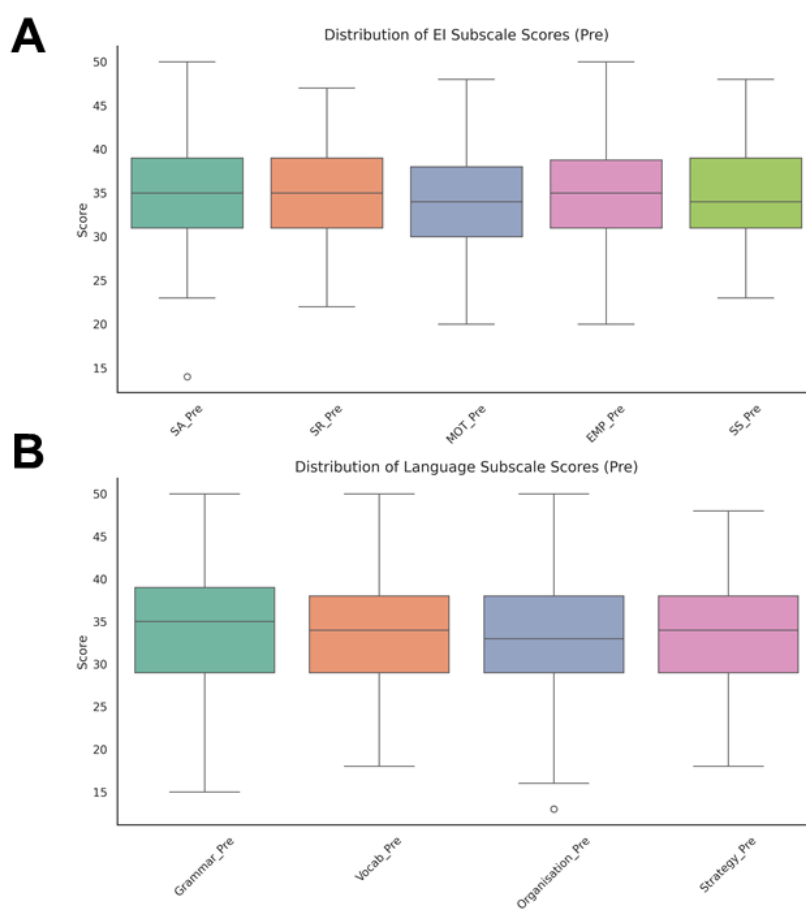 A
Distribution of EI Subscale Scores (Pre)
50
45
40
35
30
25
20
15
Score
SA_Pre
SR_Pre
MOT_Pre
EMP_Pre
SS_Pre
B
Distribution of Language Subscale Scores (Pre)
50
45
40
35
30
25
20
15
Score
Grammar_Pre
Vocab_Pre
Organisation_Pre
Strategy_Pre